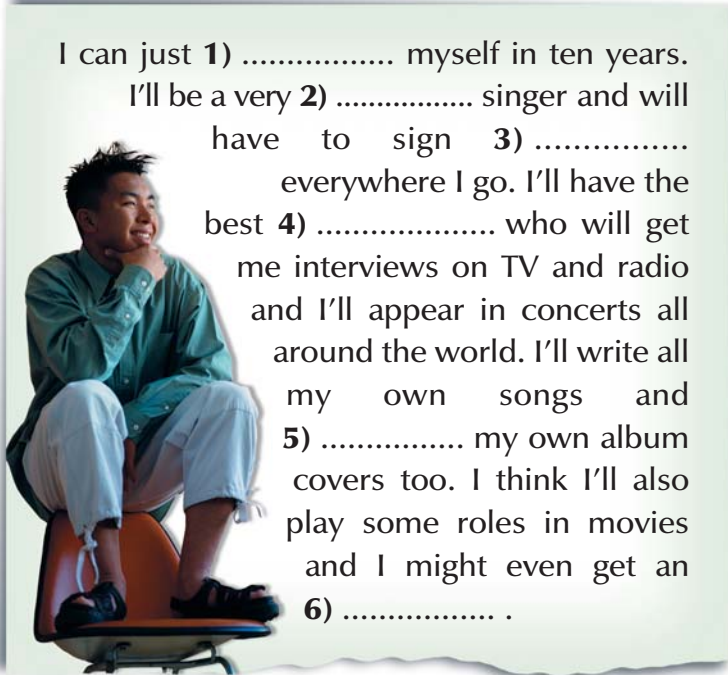 I can just 1) ................. myself in ten years.
I'll be a very 2) ................. singer and will
have to sign 3) .................
everywhere I go. I'll have the
best 4) .................... who will get
me interviews on TV and radio
and I'll appear in concerts all
around the world. I'll write all
my own songs and
5) ................ my own album
covers too. I think I'll also
play some roles in movies
and I might even get an
6) ................. .